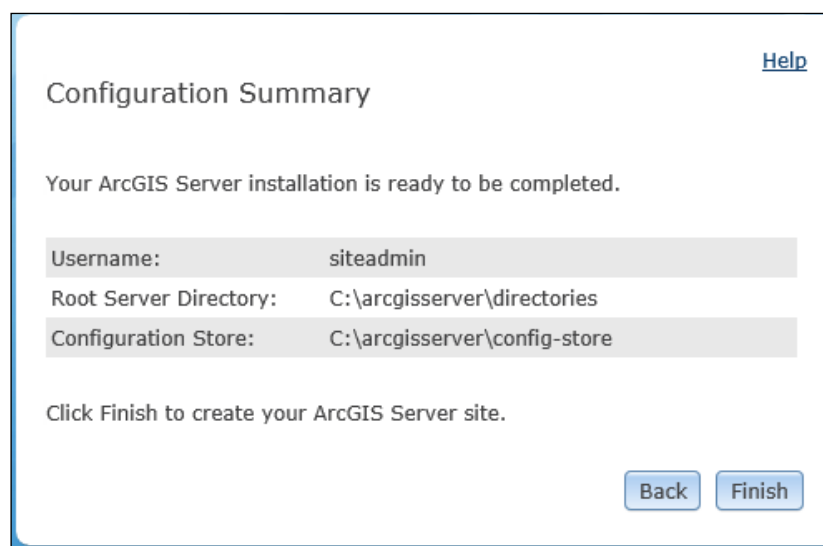 Help
Configuration Summary
Your ArcGIS Server installation is ready to be completed.
Username: siteadmin
Root Server Directory: C:\arcgisserver\directories
Configuration Store: C:\arcgisserver\config-store
Click Finish to create your ArcGIS Server site.
Back Finish